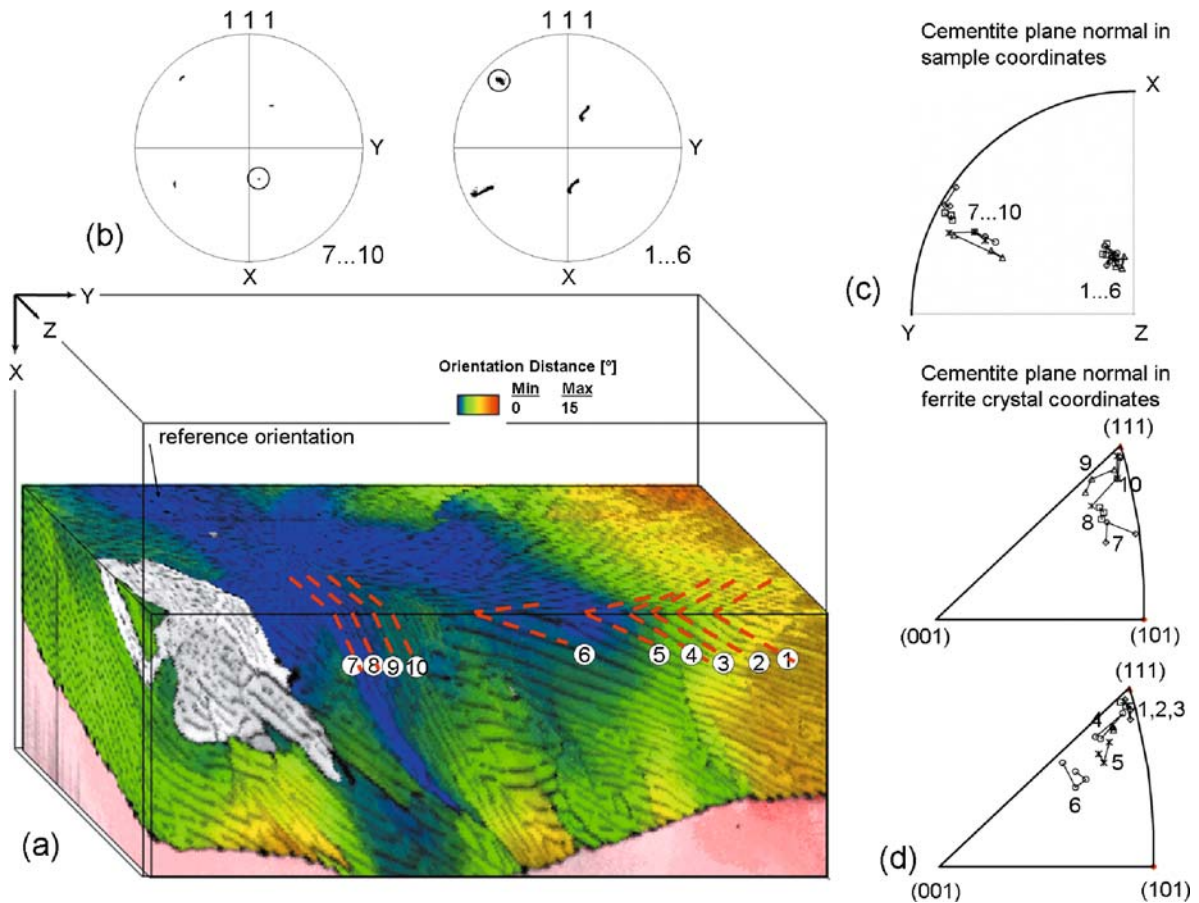 1 1 1
Y
X
7...10
(b)
1 1 1
Y
X
1...6
Cementite plane normal in
sample coordinates
X
7...10
1...6
(c)
Y
Z
Y
Z
X
Orientation Distance [°]
Min Max
0 15
reference orientation
7 8 9 10 6 5 4 3 2 1
(a)
Cementite plane normal in
ferrite crystal coordinates
(111)
9
10
8
7
(001) (101)
(111)
1,2,3
4
5
6
(d)
(001) (101)